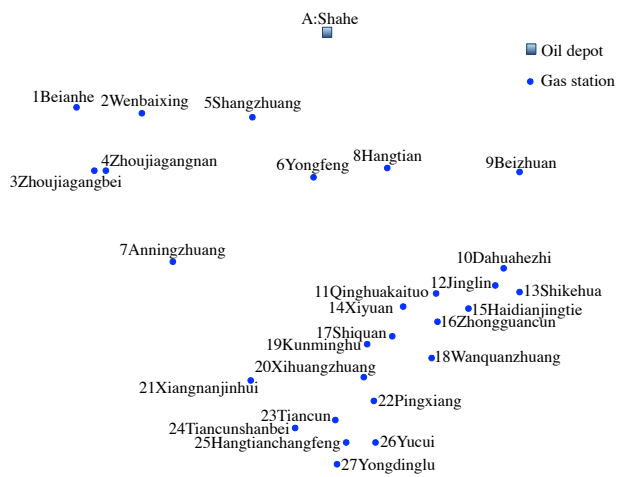 A:Shahe
Oil depot
Gas station
1Beianhe
2Wenbaixing
5Shangzhuang
8Hangtian
4Zhoujiagangnan
6Yongfeng
9Beizhuan
3Zhoujiagangbei
7Anningzhuang
10Dahuahezhi
12Jinglin
11Qinghuakaituo
13Shikehua
14Xiyuan
15Haidianjingtie
16Zhongguancun
17Shiquan
19Kunminghu
18Wanquanzhuang
20Xihuangzhuang
21Xiangnanjinhui
22Pingxiang
23Tiancun
24Tiancunshanbei
25Hangtianchangfeng
26Yucui
27Yongdinglu